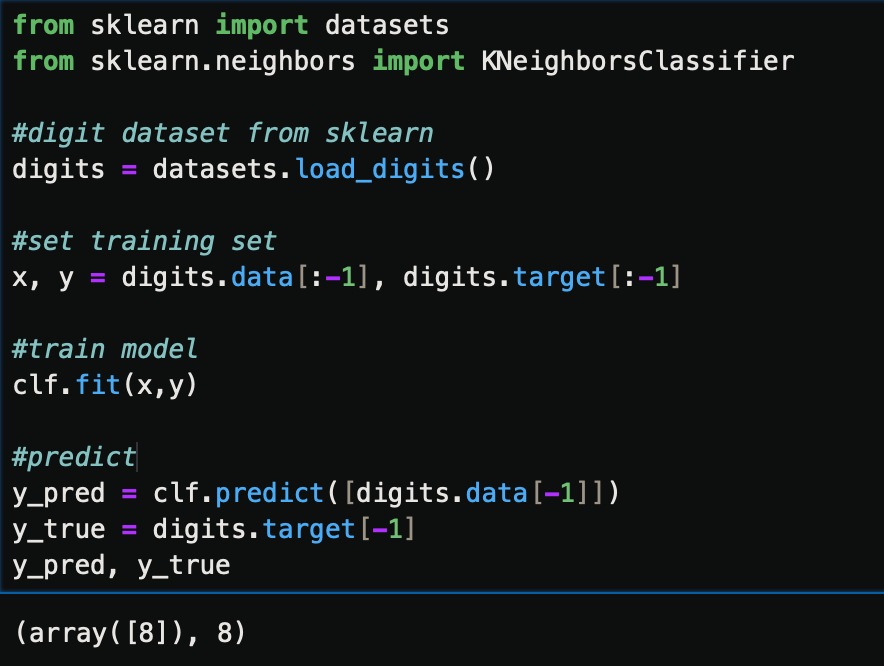 from sklearn import datasets
from sklearn.neighbors import KNeighborsClassifier
#digit dataset from sklearn
digits = datasets.load_digits()
#set training set
x, y = digits.data[:-1], digits.target[:-1]
#train model
clf.fit(x,y)
#predict
y_pred = clf.predict([digits.data[-1]])
y_true = digits.target[-1]
y_pred, y_true
(array([8]), 8)